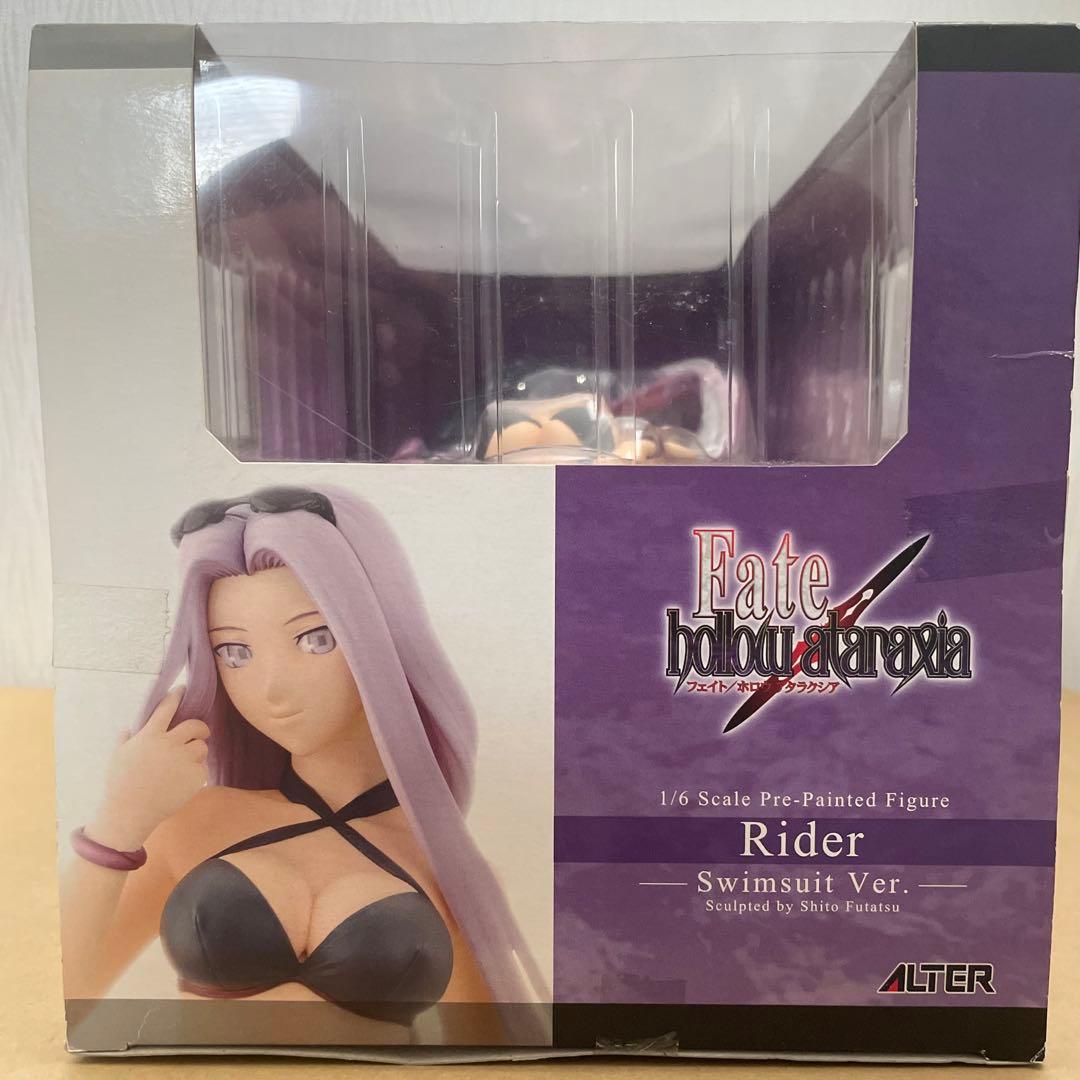 Fate
hollow ataraxia
フェイト/ホロウアタラクシア
1/6 Scale Pre-Painted Figure
Rider
Swimsuit Ver.
Sculpted by Shito Futatsu
ALTER